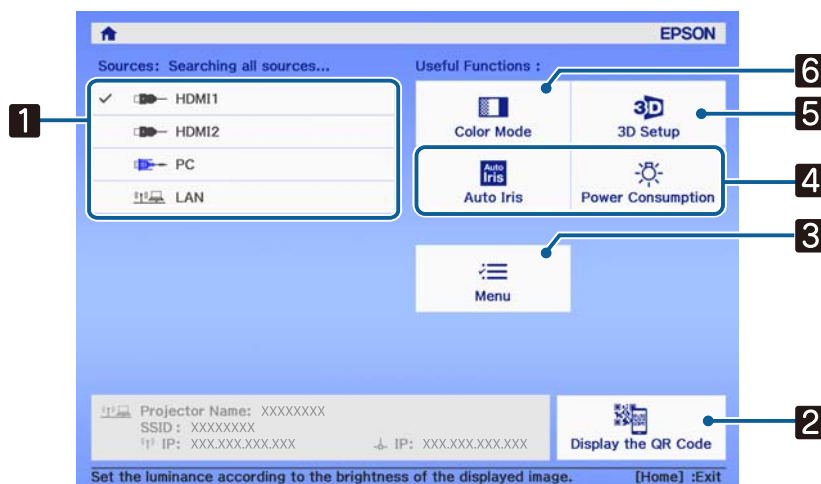 EPSON
Sources: Searching all sources...
Useful Functions :
HDMI1
HDMI2
PC
LAN
1
Color Mode
3D
3D Setup
6
5
Auto Iris
Auto Iris
Power Consumption
4
Menu
3
Projector Name: XXXXXXXX
SSID : XXXXXXXX
IP: XXX.XXX.XXX.XXX
IP: XXX.XXX.XXX.XXX
Display the QR Code
2
Set the luminance according to the brightness of the displayed image.
[Home] :Exit